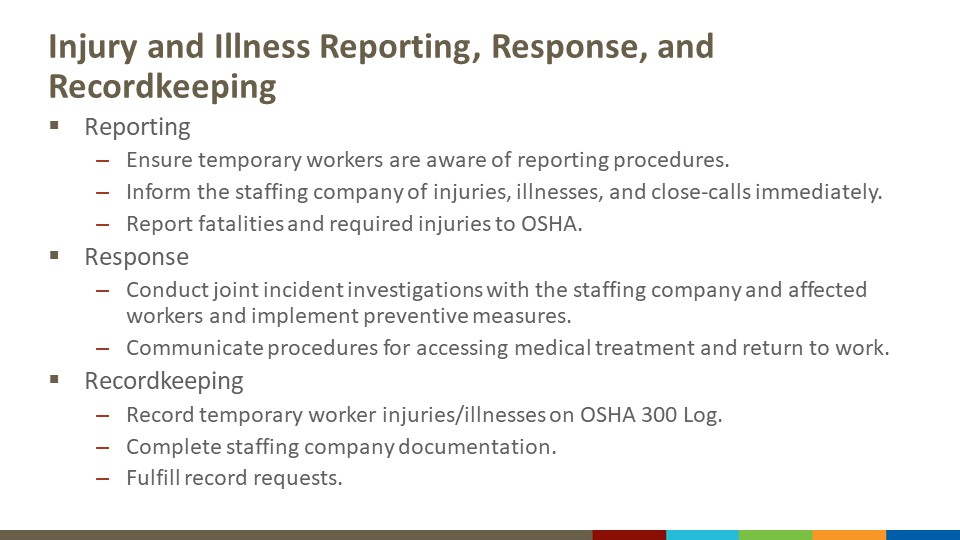 Injury and Illness Reporting, Response, and
Recordkeeping
▪ Reporting
– Ensure temporary workers are aware of reporting procedures.
– Inform the staffing company of injuries, illnesses, and close-calls immediately.
– Report fatalities and required injuries to OSHA.
▪ Response
– Conduct joint incident investigations with the staffing company and affected
workers and implement preventive measures.
– Communicate procedures for accessing medical treatment and return to work.
▪ Recordkeeping
– Record temporary worker injuries/illnesses on OSHA 300 Log.
– Complete staffing company documentation.
– Fulfill record requests.